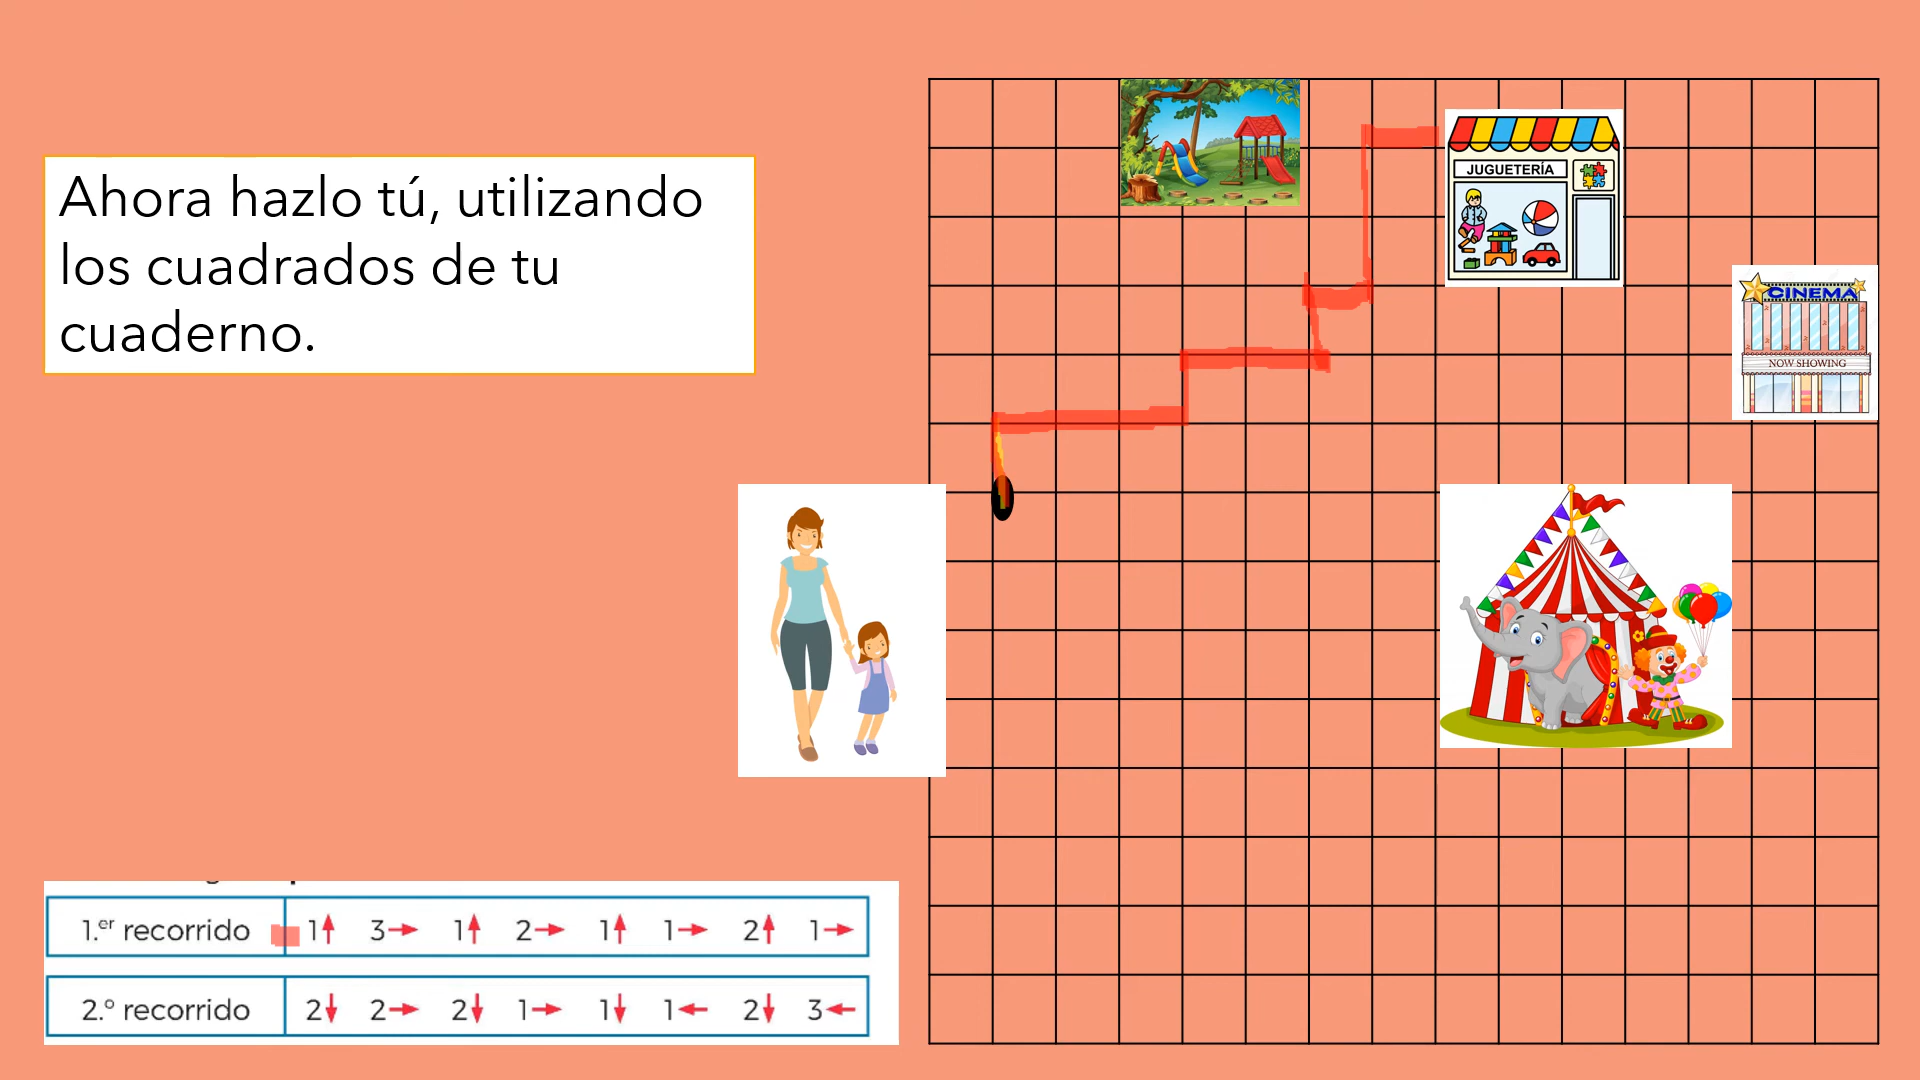 Ahora hazlo tú, utilizando
los cuadrados de tu
cuaderno.
JUGUETERÍA
CINEMA
NOW SHOWING
1.er recorrido 1↑ 3→ 1↑ 2→ 1↑ 1→ 2↑ 1→
2.º recorrido 2↓ 2→ 2↓ 1→ 1↓ 1← 2↓ 3←